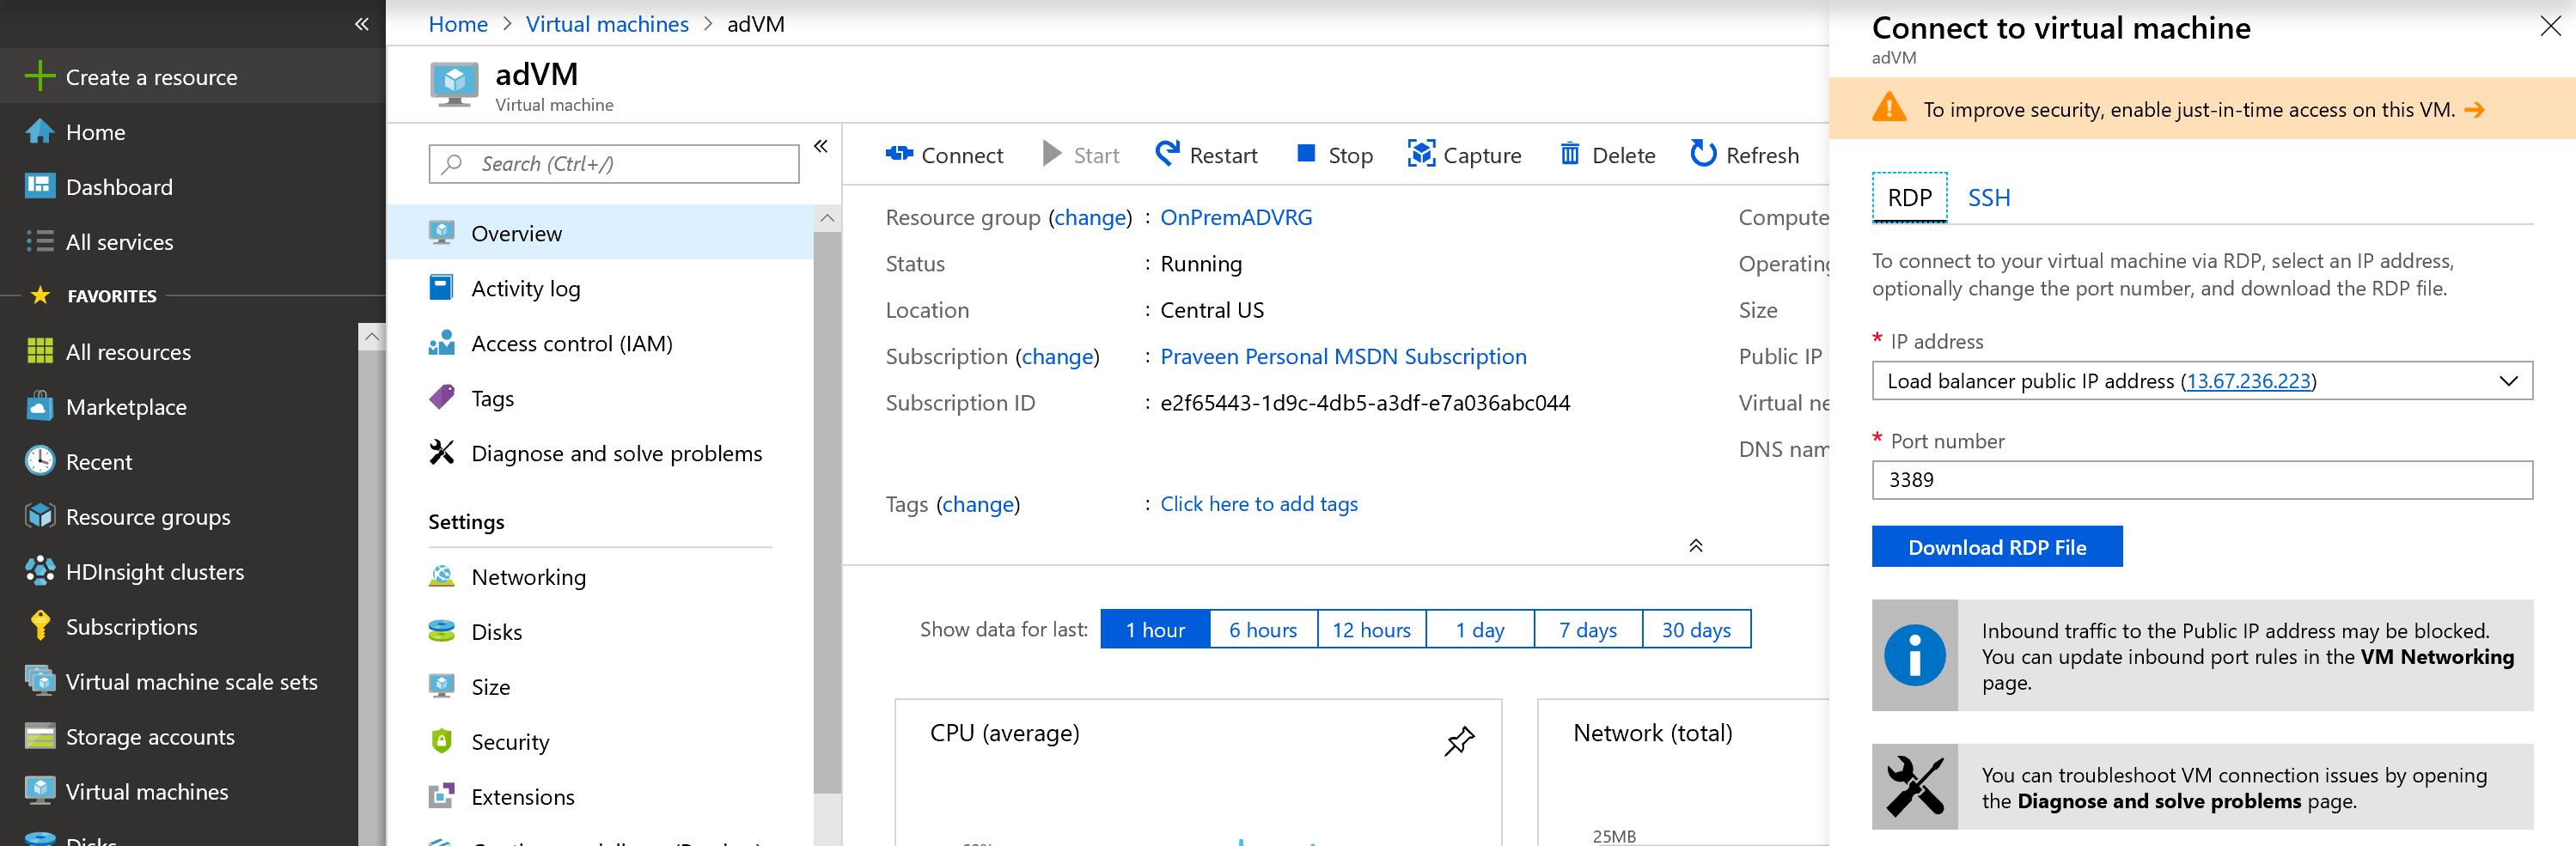 Create a resource
Home
Dashboard
All services
FAVORITES
All resources
Marketplace
Recent
Resource groups
HDInsight clusters
Subscriptions
Virtual machine scale sets
Storage accounts
Virtual machines
Disks
Home > Virtual machines > adVM
adVM
Virtual machine
Search (Ctrl+/)
Overview
Activity log
Access control (IAM)
Tags
Diagnose and solve problems
Settings
Networking
Disks
Size
Security
Extensions
Connect Start Restart Stop Capture Delete Refresh
Resource group (change) : OnPremADVRG
Status : Running
Location : Central US
Subscription (change) : Praveen Personal MSDN Subscription
Subscription ID : e2f65443-1d9c-4db5-a3df-e7a036abc044
Tags (change) : Click here to add tags
Compute
Operating
Size
Public IP
Virtual ne
DNS nam
Show data for last: 1 hour 6 hours 12 hours 1 day 7 days 30 days
CPU (average)
Network (total)
25MB
Connect to virtual machine
adVM
To improve security, enable just-in-time access on this VM.
RDP SSH
To connect to your virtual machine via RDP, select an IP address,
optionally change the port number, and download the RDP file.
* IP address
Load balancer public IP address (13.67.236.223)
* Port number
3389
Download RDP File
Inbound traffic to the Public IP address may be blocked.
You can update inbound port rules in the VM Networking
page.
You can troubleshoot VM connection issues by opening
the Diagnose and solve problems page.